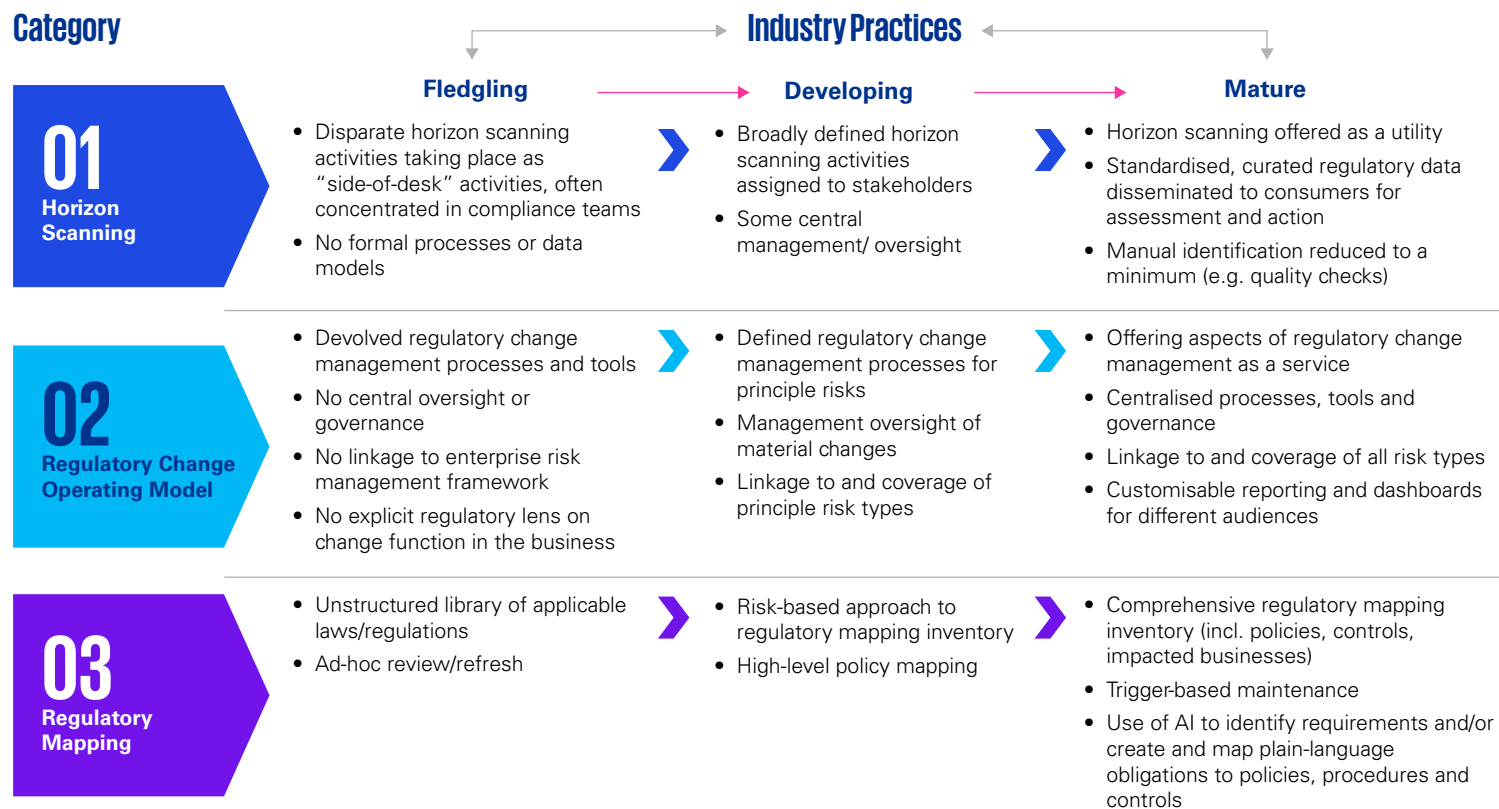 Category
Industry Practices
Fledgling
Developing
Mature
01
Horizon
Scanning
• Disparate horizon scanning
activities taking place as
“side-of-desk” activities, often
concentrated in compliance teams
• No formal processes or data
models
• Broadly defined horizon
scanning activities
assigned to stakeholders
• Some central
management/ oversight
• Horizon scanning offered as a utility
• Standardised, curated regulatory data
disseminated to consumers for
assessment and action
• Manual identification reduced to a
minimum (e.g. quality checks)
02
Regulatory Change
Operating Model
• Devolved regulatory change
management processes and tools
• No central oversight or
governance
• No linkage to enterprise risk
management framework
• No explicit regulatory lens on
change function in the business
• Defined regulatory change
management processes for
principle risks
• Management oversight of
material changes
• Linkage to and coverage of
principle risk types
• Offering aspects of regulatory change
management as a service
• Centralised processes, tools and
governance
• Linkage to and coverage of all risk types
• Customisable reporting and dashboards
for different audiences
03
Regulatory
Mapping
• Unstructured library of applicable
laws/regulations
• Ad-hoc review/refresh
• Risk-based approach to
regulatory mapping inventory
• High-level policy mapping
• Comprehensive regulatory mapping
inventory (incl. policies, controls,
impacted businesses)
• Trigger-based maintenance
• Use of AI to identify requirements and/or
create and map plain-language
obligations to policies, procedures and
controls